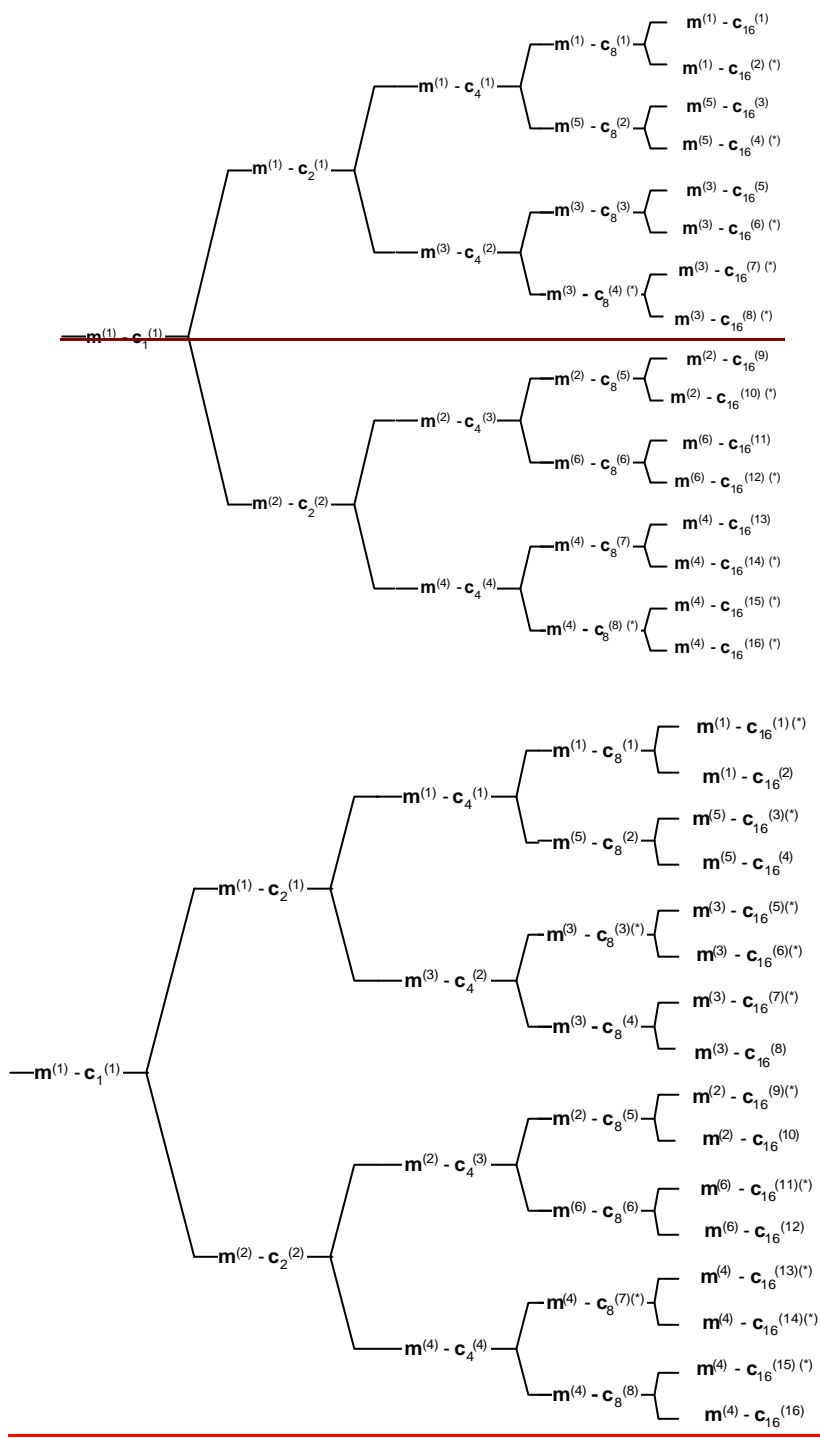 m(1) - c16(1)
m(1) - c8(1)
m(1) - c16(2) (*)
m(1) - c4(1)
m(5) - c16(3)
m(5) - c8(2)
m(5) - c16(4) (*)
m(1) - c2(1)
m(3) - c16(5)
m(3) - c8(3)
m(3) - c16(6) (*)
m(3) - c4(2)
m(3) - c16(7) (*)
m(3) - c8(4) (*)
m(3) - c16(8) (*)
m(1) - c1(1)
m(2) - c16(9)
m(2) - c8(5)
m(2) - c16(10) (*)
m(2) - c4(3)
m(6) - c16(11)
m(6) - c8(6)
m(6) - c16(12) (*)
m(2) - c2(2)
m(4) - c16(13)
m(4) - c8(7)
m(4) - c16(14) (*)
m(4) - c4(4)
m(4) - c16(15) (*)
m(4) - c8(8) (*)
m(4) - c16(16) (*)
m(1) - c16(1) (*)
m(1) - c8(1)
m(1) - c16(2)
m(1) - c4(1)
m(5) - c16(3)(*)
m(5) - c8(2)
m(5) - c16(4)
m(1) - c2(1)
m(3) - c16(5)(*)
m(3) - c8(3)(*)
m(3) - c16(6)(*)
m(3) - c4(2)
m(3) - c16(7)(*)
m(3) - c8(4)
m(3) - c16(8)
m(1) - c1(1)
m(2) - c16(9)(*)
m(2) - c8(5)
m(2) - c16(10)
m(2) - c4(3)
m(6) - c16(11)(*)
m(6) - c8(6)
m(6) - c16(12)
m(2) - c2(2)
m(4) - c16(13)(*)
m(4) - c8(7)(*)
m(4) - c16(14)(*)
m(4) - c4(4)
m(4) - c16(15) (*)
m(4) - c8(8)
m(4) - c16(16)